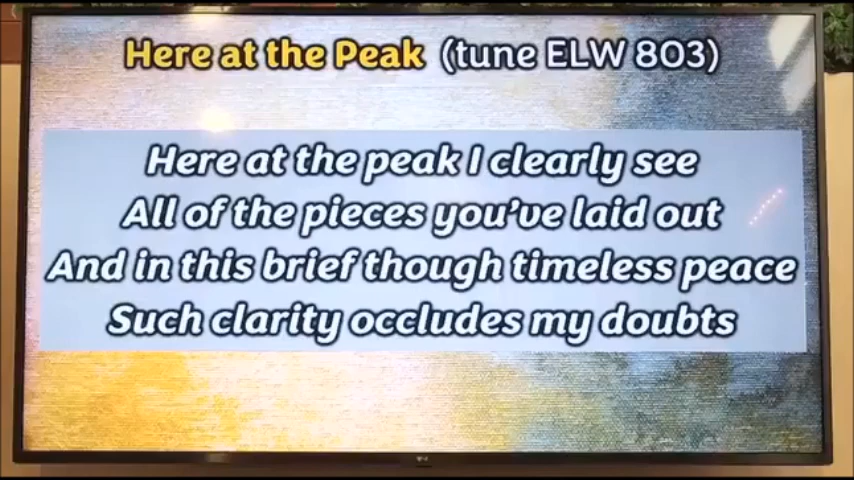 Here at the Peak (tune ELW 803)
Here at the peak I clearly see
All of the pieces you've laid out
And in this brief though timeless peace
Such clarity occludes my doubts